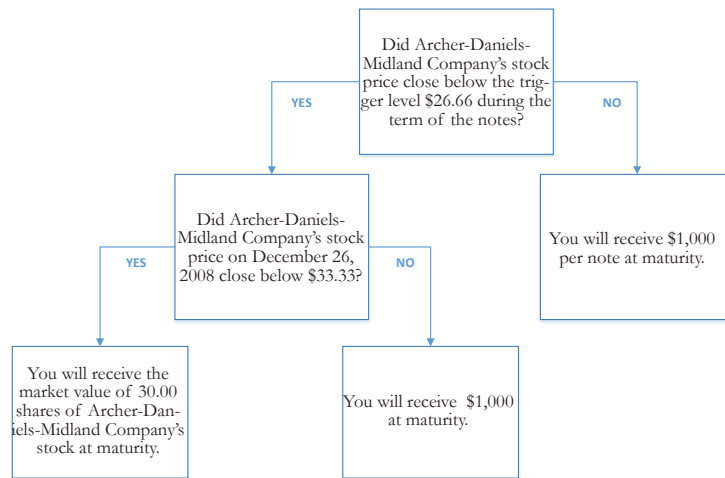 Did Archer-Daniels-
Midland Company's stock
price close below the trig-
ger level $26.66 during the
term of the notes?
YES
NO
Did Archer-Daniels-
Midland Company's stock
price on December 26,
2008 close below $33.33?
You will receive $1,000
per note at maturity.
YES
NO
You will receive the
market value of 30.00
shares of Archer-Dan-
iels-Midland Company's
stock at maturity.
You will receive $1,000
at maturity.